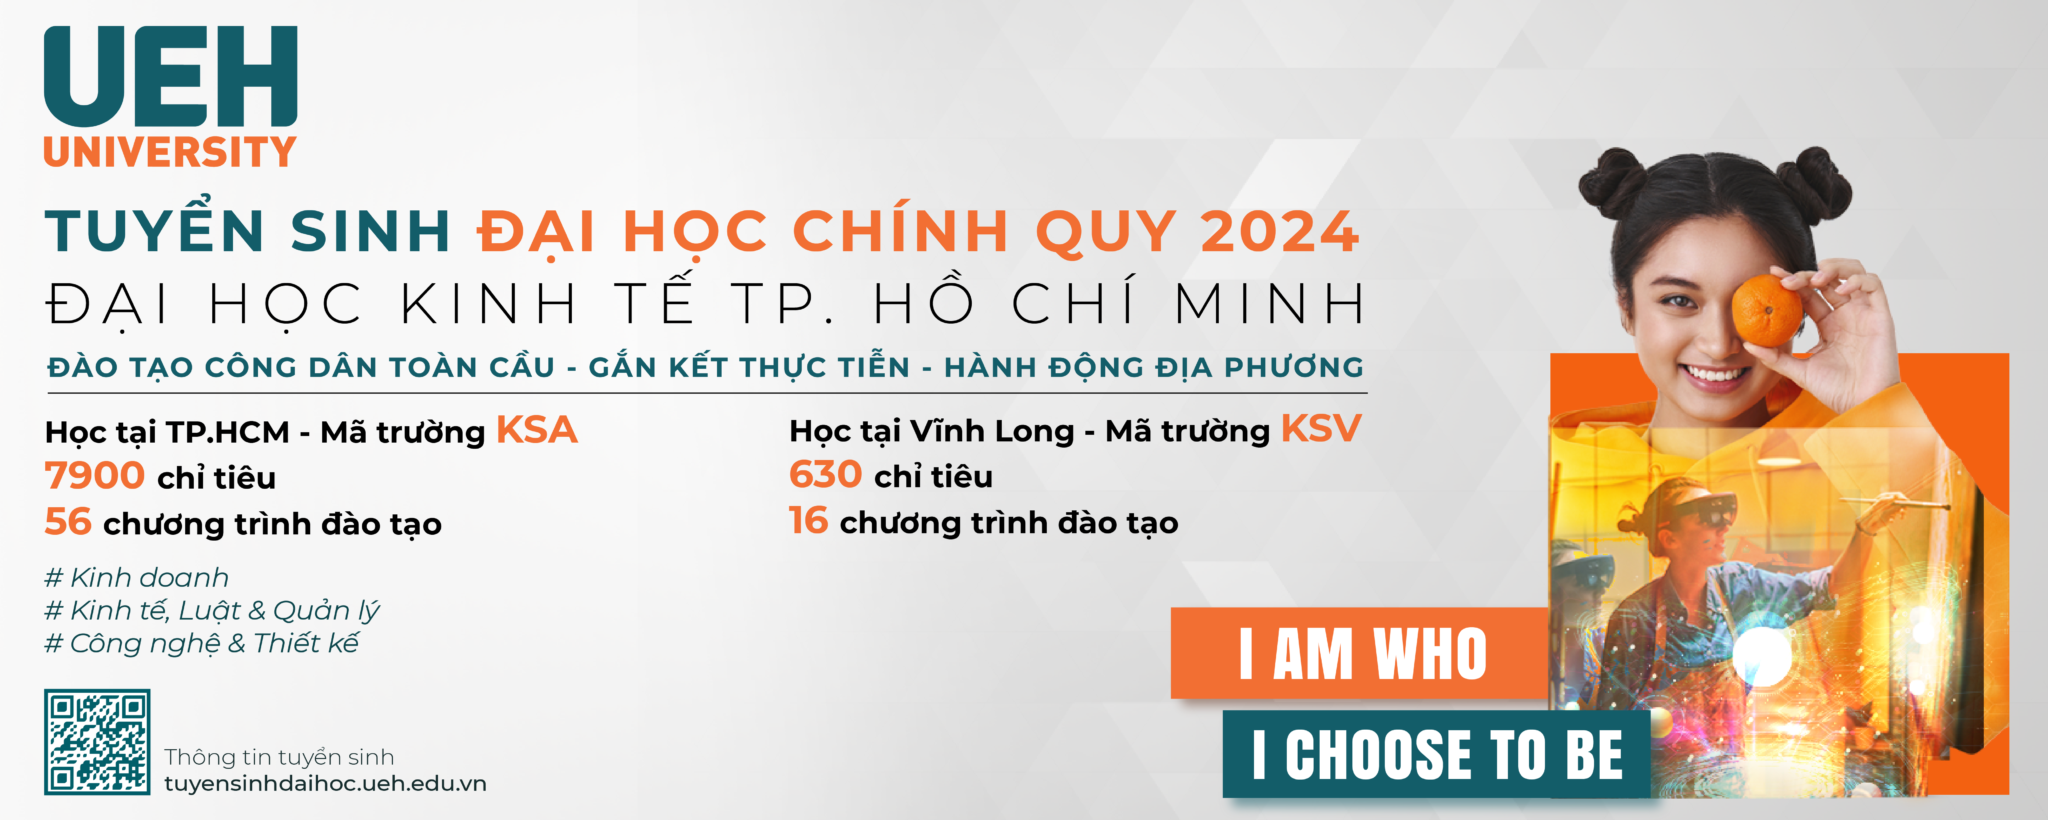 UEH
UNIVERSITY
TUYỂN SINH ĐẠI HỌC CHÍNH QUY 2024
ĐẠI HỌC KINH TẾ TP. HỒ CHÍ MINH
ĐÀO TẠO CÔNG DÂN TOÀN CẦU - GẮN KẾT THỰC TIỄN - HÀNH ĐỘNG ĐỊA PHƯƠNG
Học tại TP.HCM - Mã trường KSA
7900 chỉ tiêu
56 chương trình đào tạo
Học tại Vĩnh Long - Mã trường KSV
630 chỉ tiêu
16 chương trình đào tạo
# Kinh doanh
# Kinh tế, Luật & Quản lý
# Công nghệ & Thiết kế
Thông tin tuyển sinh
tuyensinhdaihoc.ueh.edu.vn
I AM WHO
I CHOOSE TO BE